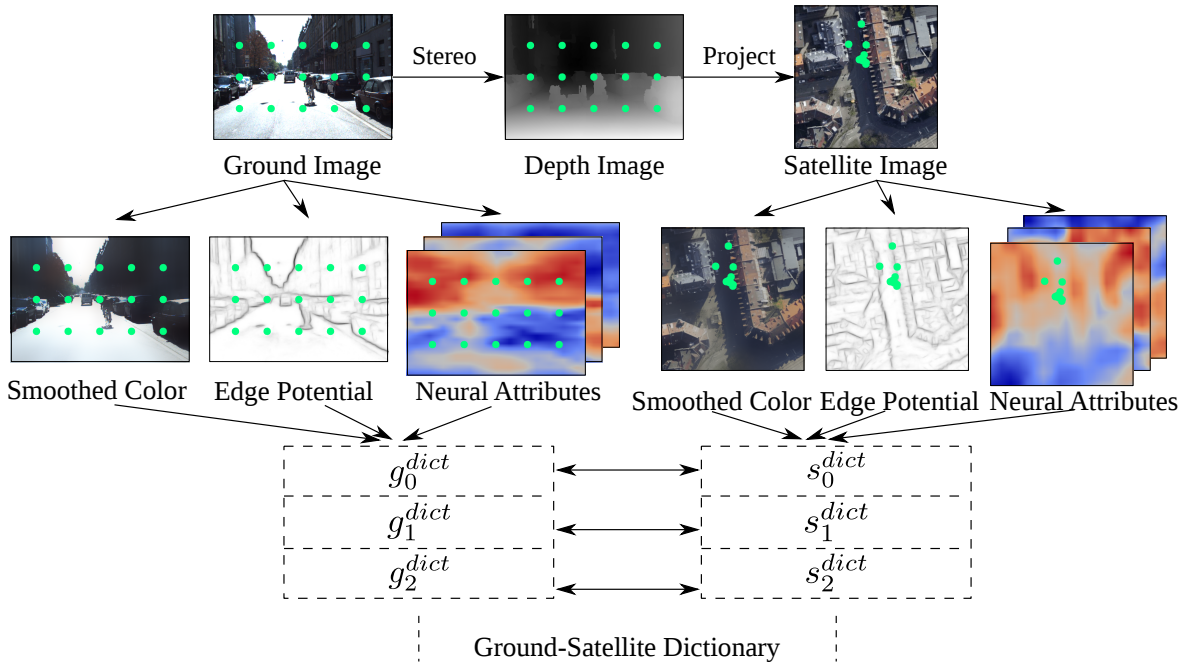 Stereo
Project
Ground Image
Depth Image
Satellite Image
Smoothed Color
Edge Potential
Neural Attributes
Smoothed Color
Edge Potential
Neural Attributes
g_0^{dict}
s_0^{dict}
g_1^{dict}
s_1^{dict}
g_2^{dict}
s_2^{dict}
Ground-Satellite Dictionary